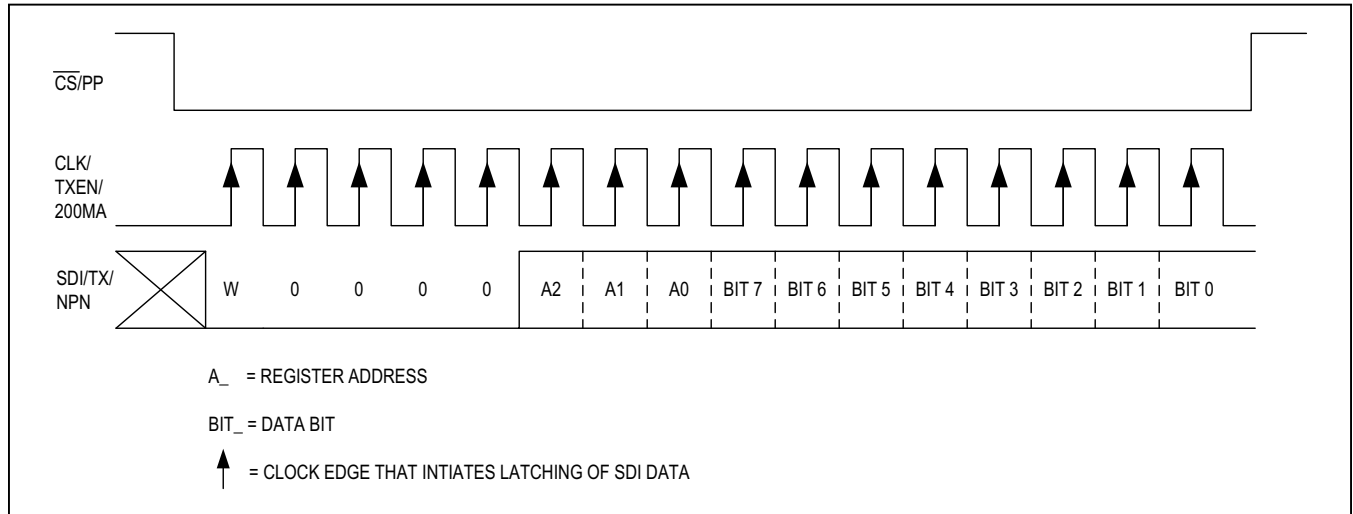 CS/PP
CLK/
TXEN/
200MA
SDI/TX/
NPN
W 0 0 0 0 A2 A1 A0 BIT 7 BIT 6 BIT 5 BIT 4 BIT 3 BIT 2 BIT 1 BIT 0
A_ = REGISTER ADDRESS
BIT_ = DATA BIT
= CLOCK EDGE THAT INTIATES LATCHING OF SDI DATA